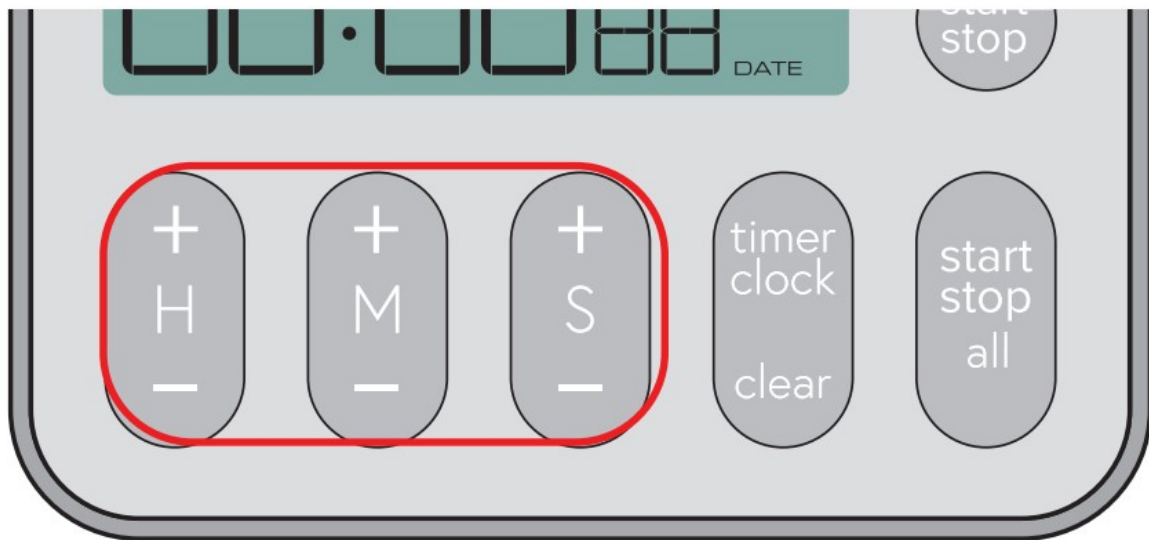 stop
DATE
+ + +
H M S
− − −
timer
clock
clear
start
stop
all